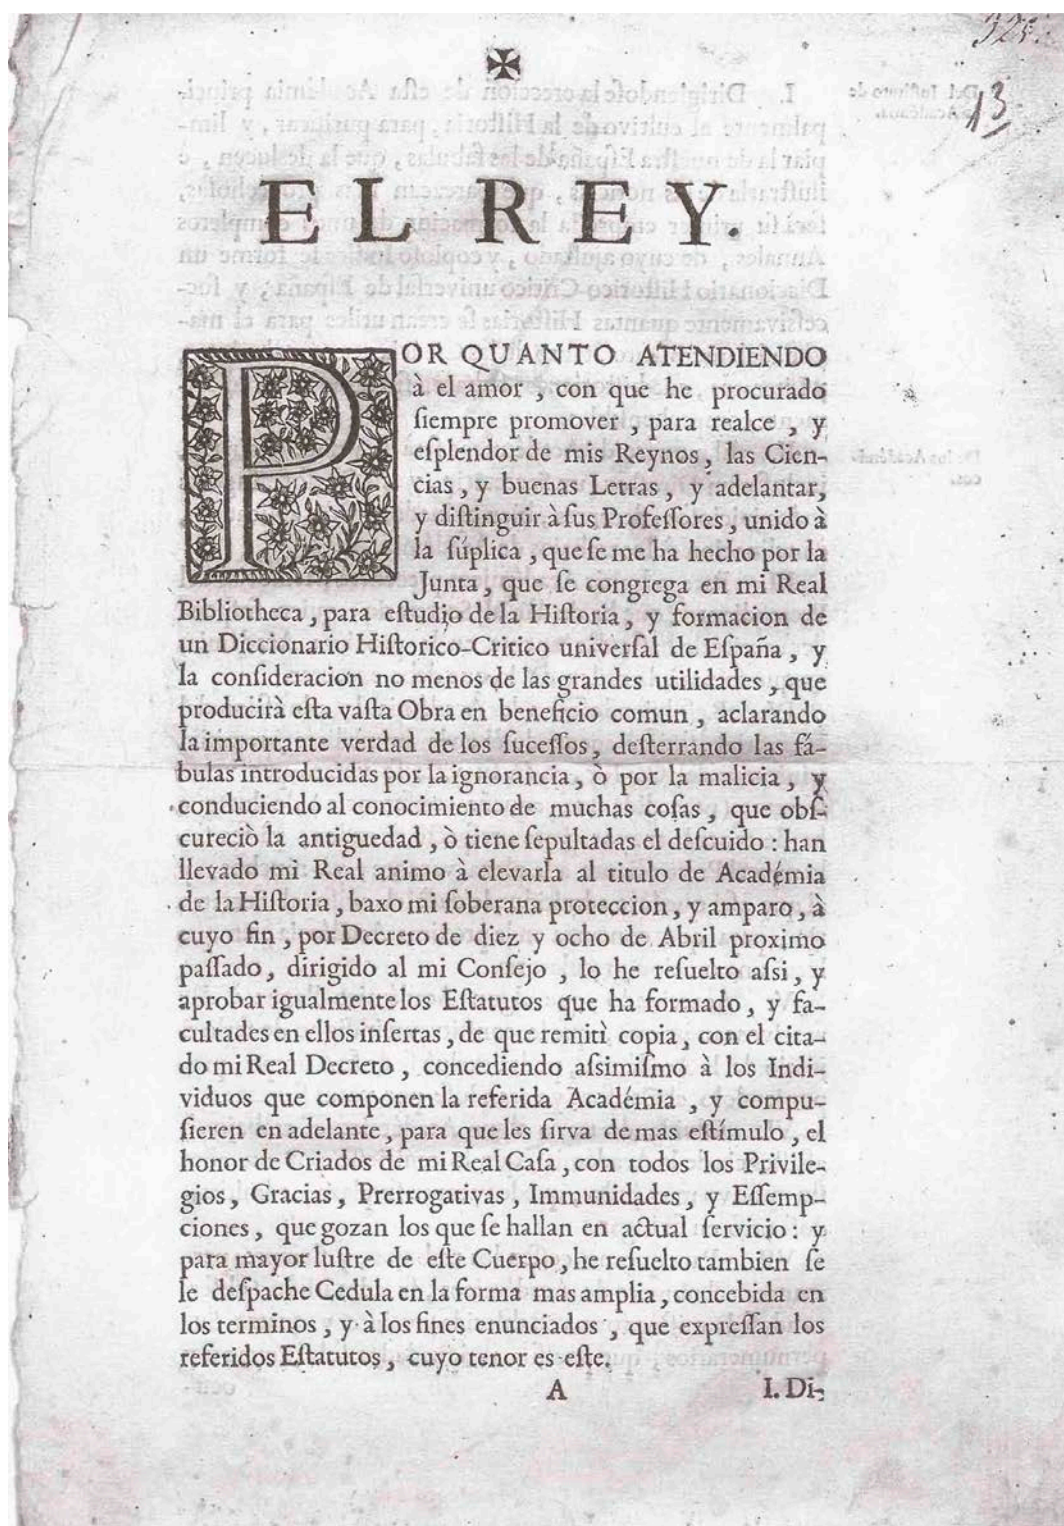 13
✠
EL REY.
POR QUANTO ATENDIENDO
à el amor, con que he procurado
ſiempre promover, para realce, y
eſplendor de mis Reynos, las Cien-
cias, y buenas Letras, y adelantar,
y diſtinguir à ſus Profeſſores, unido à
la ſúplica, que ſe me ha hecho por la
Junta, que ſe congrega en mi Real
Bibliotheca, para eſtudio de la Hiſtoria, y formacion de
un Diccionario Hiſtorico-Critico univerſal de Eſpaña, y
la conſideracion no menos de las grandes utilidades, que
producirà eſta vaſta Obra en beneficio comun, aclarando
la importante verdad de los ſuceſſos, deſterrando las fá-
bulas introducidas por la ignorancia, ò por la malicia, y
conduciendo al conocimiento de muchas coſas, que obſ-
cureciò la antiguedad, ò tiene ſepultadas el deſcuido: han
llevado mi Real animo à elevarla al titulo de Académia
de la Hiſtoria, baxo mi ſoberana proteccion, y amparo, à
cuyo fin, por Decreto de diez y ocho de Abril proximo
paſſado, dirigido al mi Conſejo, lo he reſuelto aſsi, y
aprobar igualmente los Eſtatutos que ha formado, y fa-
cultades en ellos inſertas, de que remitì copia, con el cita-
do mi Real Decreto, concediendo aſsimiſmo à los Indi-
viduos que componen la referida Académia, y compu-
ſieren en adelante, para que les ſirva de mas eſtímulo, el
honor de Criados de mi Real Caſa, con todos los Privile-
gios, Gracias, Prerrogativas, Immunidades, y Eſſemp-
ciones, que gozan los que ſe hallan en actual ſervicio: y
para mayor luſtre de eſte Cuerpo, he reſuelto tambien ſe
le deſpache Cedula en la forma mas amplia, concebida en
los terminos, y à los fines enunciados, que expreſſan los
referidos Eſtatutos, cuyo tenor es eſte.
A I. Di-